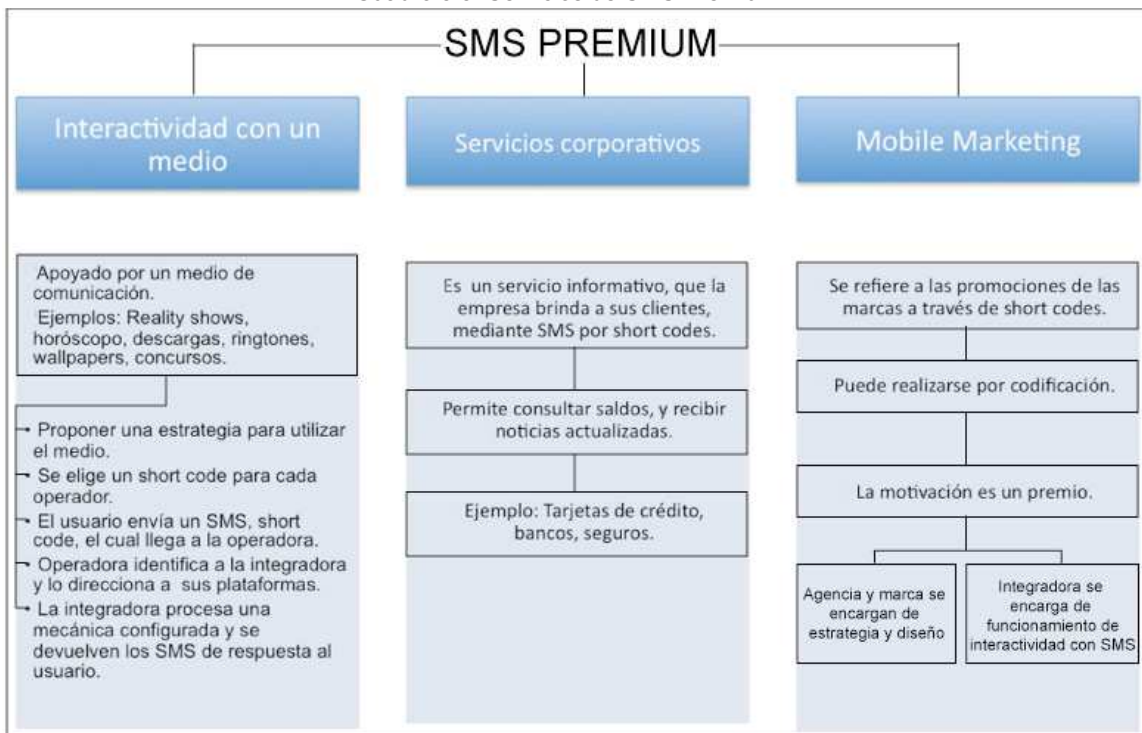 SMS PREMIUM
Interactividad con un
medio
Servicios corporativos
Mobile Marketing
Apoyado por un medio de
comunicación.
Ejemplos: Reality shows,
horóscopo, descargas, ringtones,
wallpapers, concursos.
Proponer una estrategia para utilizar
el medio.
Se elige un short code para cada
operador.
El usuario envía un SMS, short
code, el cual llega a la operadora.
Operadora identifica a la integradora
y lo direcciona a sus plataformas.
La integradora procesa una
mecánica configurada y se
devuelven los SMS de respuesta al
usuario.
Es un servicio informativo, que la
empresa brinda a sus clientes,
mediante SMS por short codes.
Permite consultar saldos, y recibir
noticias actualizadas.
Ejemplo: Tarjetas de crédito,
bancos, seguros.
Se refiere a las promociones de las
marcas a través de short codes.
Puede realizarse por codificación.
La motivación es un premio.
Agencia y marca se
encargan de
estrategia y diseño
Integradora se
encarga de
funcionamiento de
interactividad con SMS